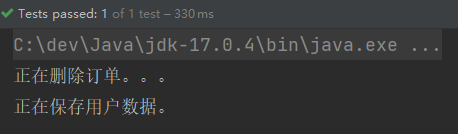 Tests passed: 1 of 1 test – 330 ms
C:\dev\Java\jdk-17.0.4\bin\java.exe ...
正在删除订单。。。
正在保存用户数据。